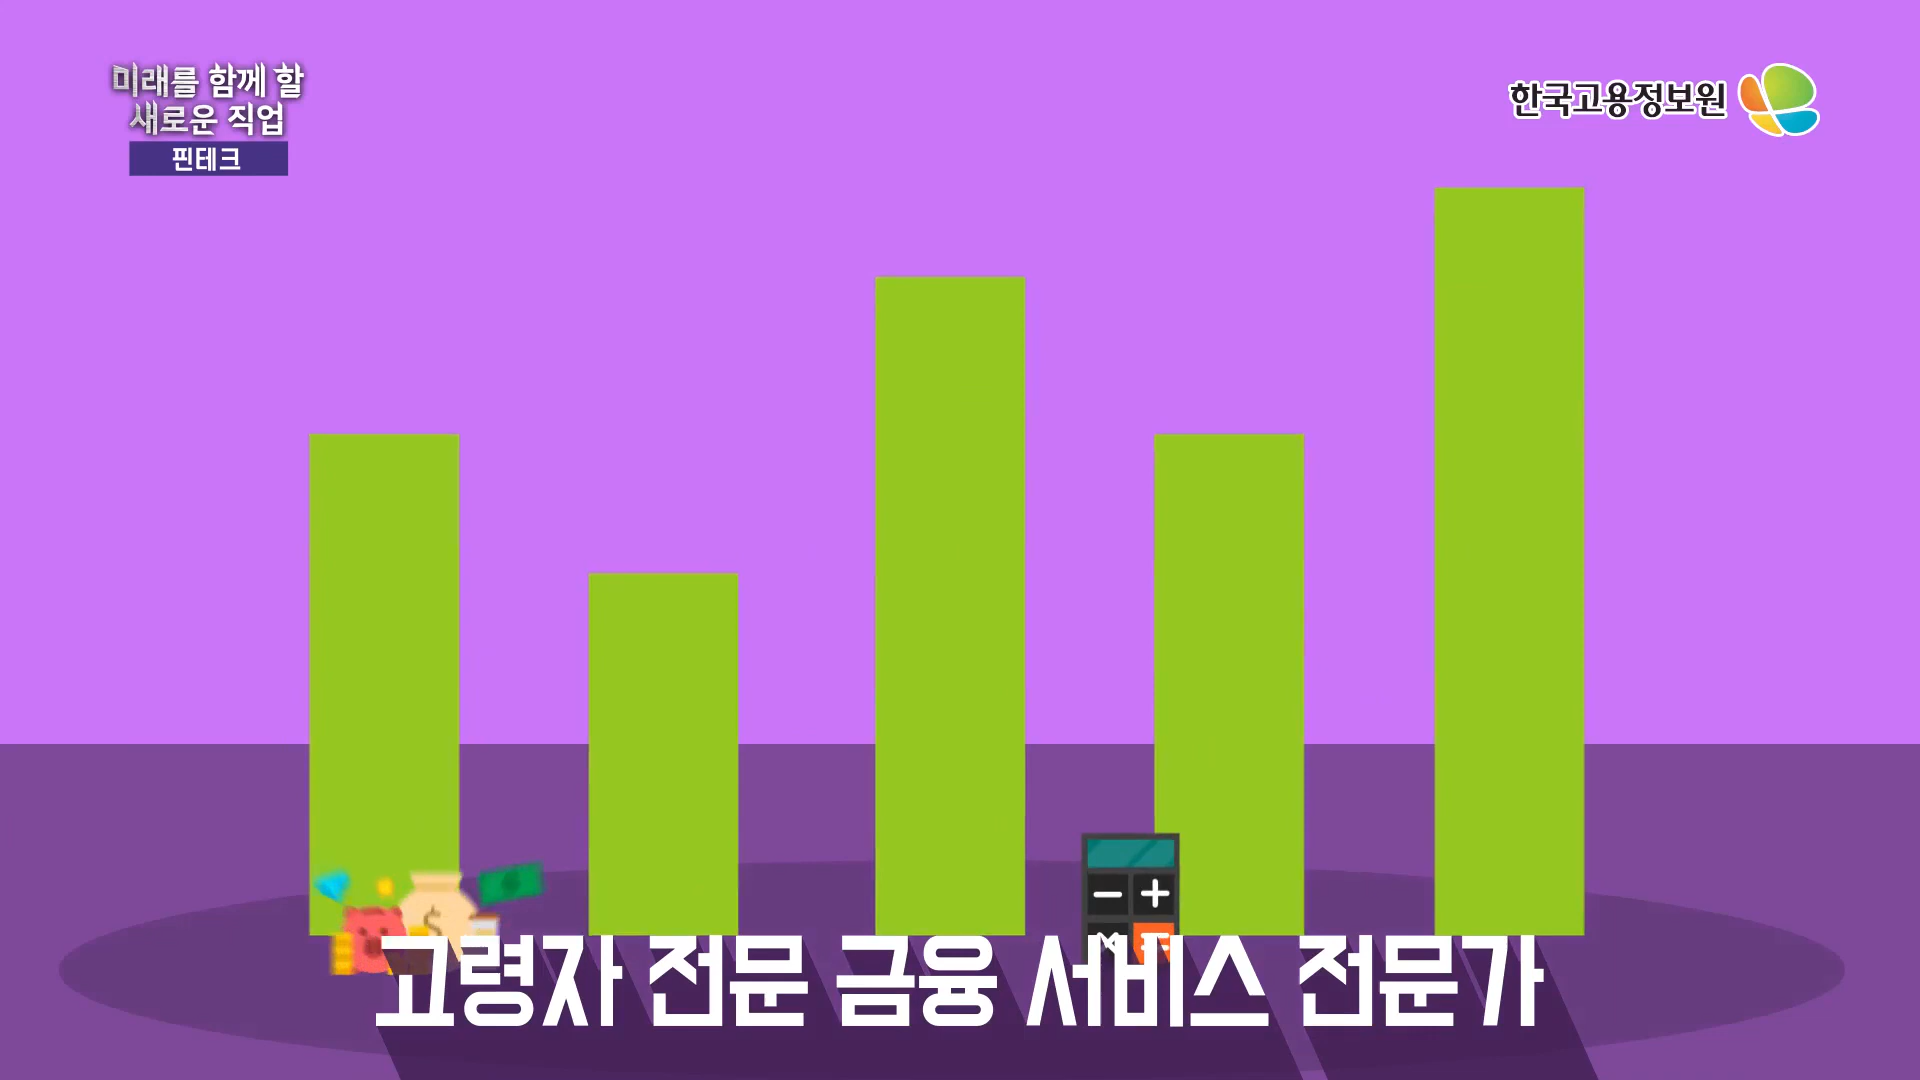 미래를 함께 할
새로운 직업
핀테크
한국고용정보원
고령자 전문 금융 서비스 전문가